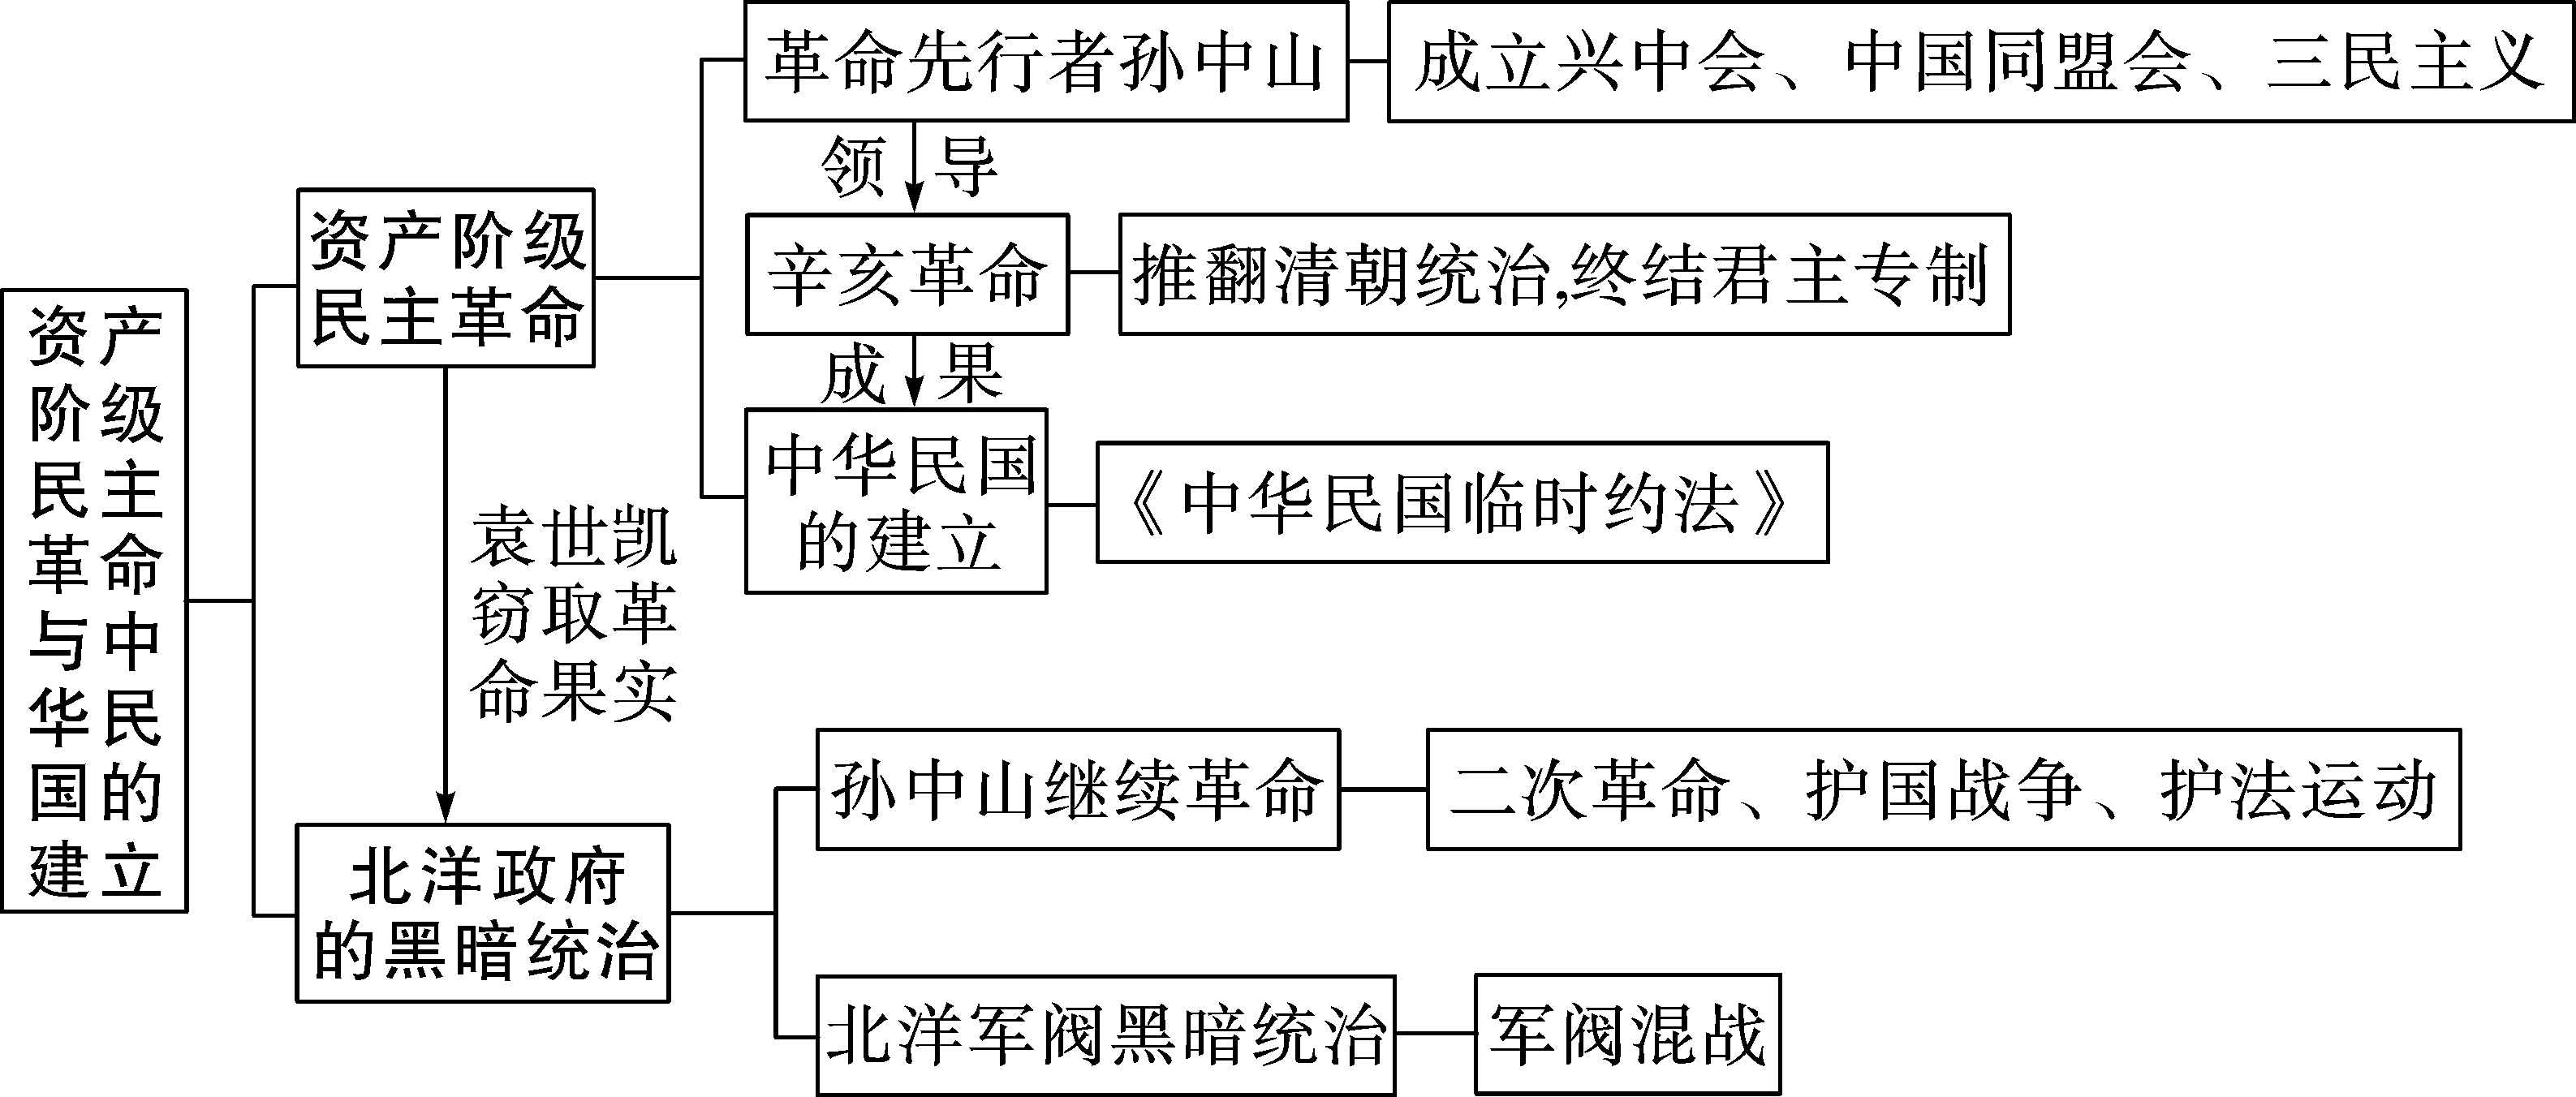 资产
阶级
民主
革命
与中
华民
国的
建立
资产阶级
民主革命
袁世凯
窃取革
命果实
北洋政府
的黑暗统治
革命先行者孙中山
成立兴中会、中国同盟会、三民主义
领导
辛亥革命
推翻清朝统治,终结君主专制
成果
中华民国
的建立
《中华民国临时约法》
孙中山继续革命
二次革命、护国战争、护法运动
北洋军阀黑暗统治
军阀混战